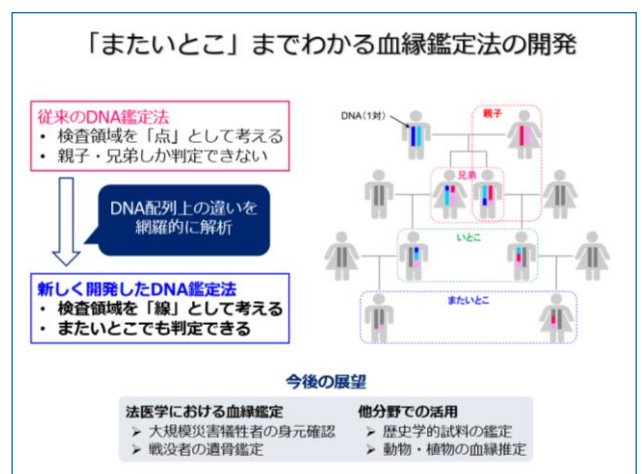 「またいとこ」までわかる血縁鑑定法の開発
従来のDNA鑑定法
• 検査領域を「点」として考える
• 親子・兄弟しか判定できない
DNA配列上の違いを
網羅的に解析
新しく開発したDNA鑑定法
• 検査領域を「線」として考える
• またいとこでも判定できる
DNA(1対)
親子
兄弟
いとこ
またいとこ
今後の展望
法医学における血縁鑑定
➢ 大規模災害犠牲者の身元確認
➢ 戦没者の遺骨鑑定
他分野での活用
➢ 歴史学的試料の鑑定
➢ 動物・植物の血縁推定